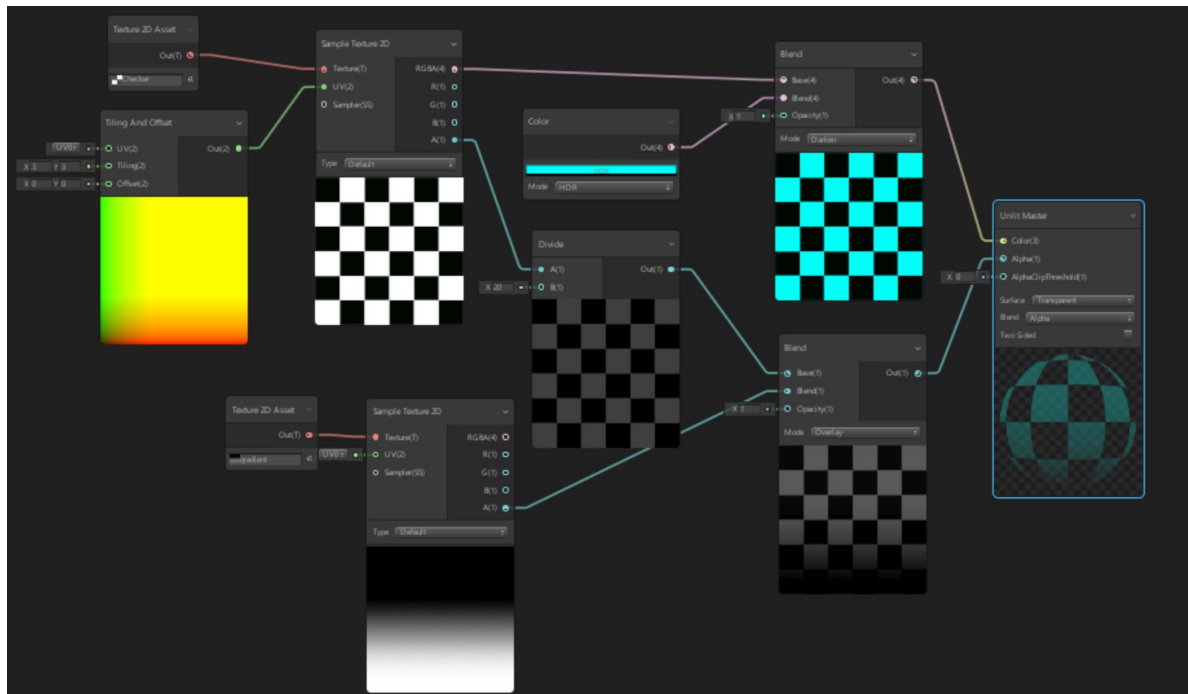 Texture 2D Asset
Out(T)
Checker
Tiling And Offset
UV0
UV(2)
Out(2)
X 3 Y 3
Tiling(2)
X 0 Y 0
Offset(2)
Sample Texture 2D
Texture(T)
RGBA(4)
UV(2)
R(1)
Sampler(SS)
G(1)
B(1)
A(1)
Type
Default
Color
Out(4)
HDR
Mode
HDR
Divide
A(1)
Out(1)
X 20
B(1)
Blend
Base(4)
Out(4)
Blend(4)
X 1
Opacity(1)
Mode
Darken
Texture 2D Asset
Out(T)
Sample Texture 2D
Texture(T)
RGBA(4)
UV0
UV(2)
R(1)
Sampler(SS)
G(1)
B(1)
A(1)
Type
Default
Blend
Base(1)
Out(1)
Blend(1)
X 1
Opacity(1)
Mode
Overlay
Unlit Master
Color(3)
Alpha(1)
X 0
AlphaClipThreshold(1)
Surface
Transparent
Blend
Alpha
Two Sided